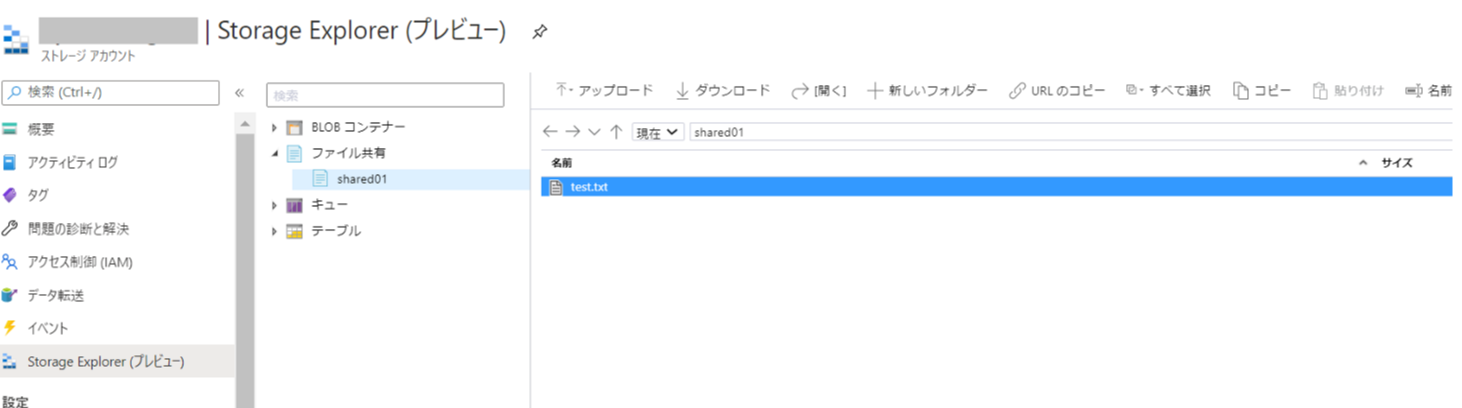 | Storage Explorer (プレビュー)
ストレージ アカウント
検索 (Ctrl+/)
概要
アクティビティ ログ
タグ
問題の診断と解決
アクセス制御 (IAM)
データ転送
イベント
Storage Explorer (プレビュー)
設定
検索
BLOB コンテナー
ファイル共有
shared01
キュー
テーブル
アップロード ダウンロード [開く] 新しいフォルダー URL のコピー すべて選択 コピー 貼り付け 名前
現在 shared01
名前 サイズ
test.txt